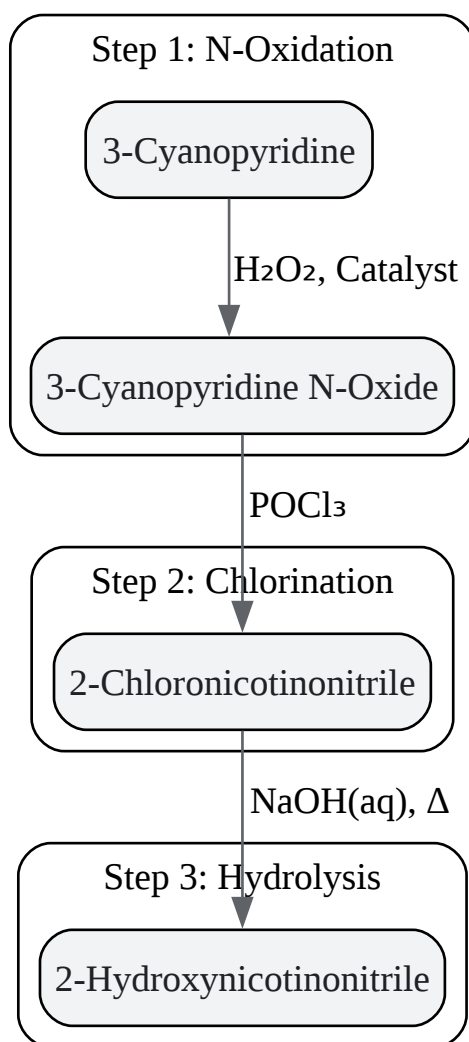 Step 1: N-Oxidation
3-Cyanopyridine
H₂O₂, Catalyst
3-Cyanopyridine N-Oxide
POCl₃
Step 2: Chlorination
2-Chloronicotinonitrile
NaOH(aq), Δ
Step 3: Hydrolysis
2-Hydroxynicotinonitrile